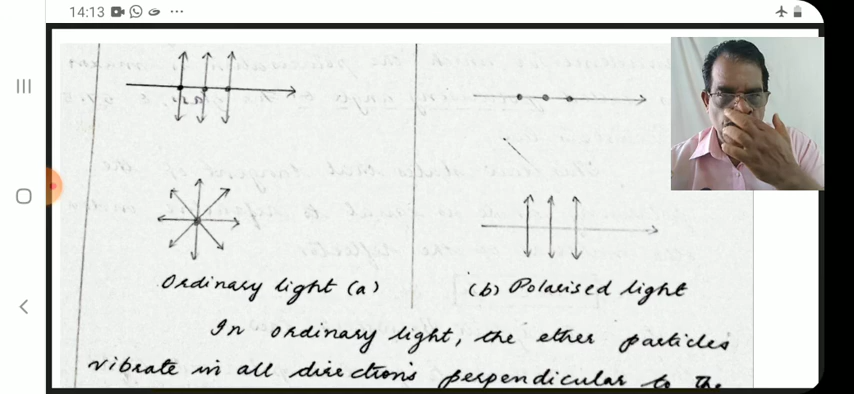 14:13
Ordinary light (a)
(b) Polarised light
In ordinary light, the ether particles
vibrate in all directions perpendicular to the